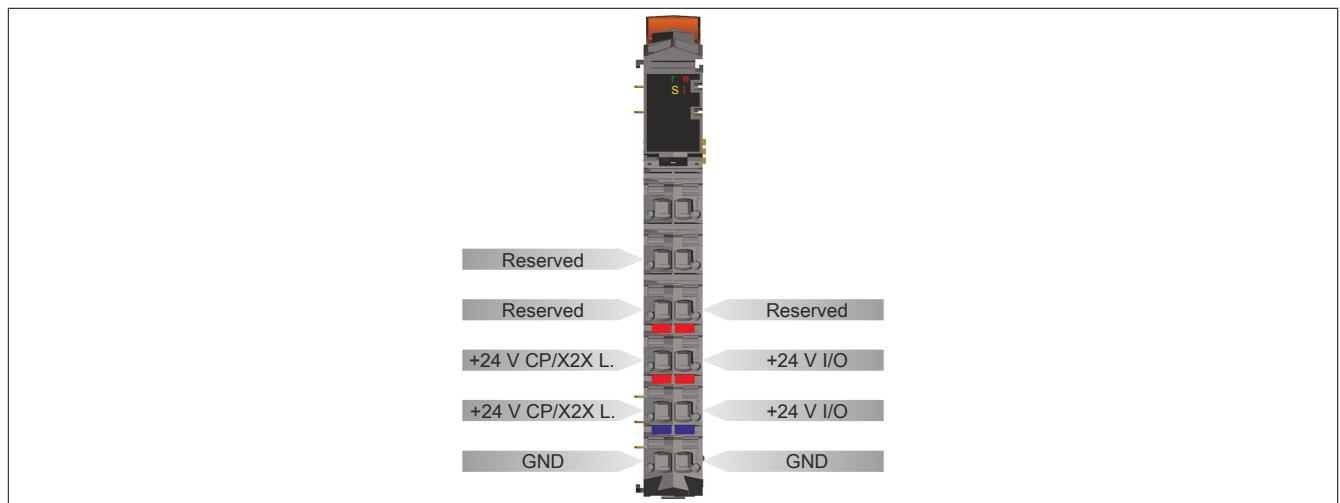 r e
S l
Reserved
Reserved Reserved
+24 V CP/X2X L. +24 V I/O
+24 V CP/X2X L. +24 V I/O
GND GND